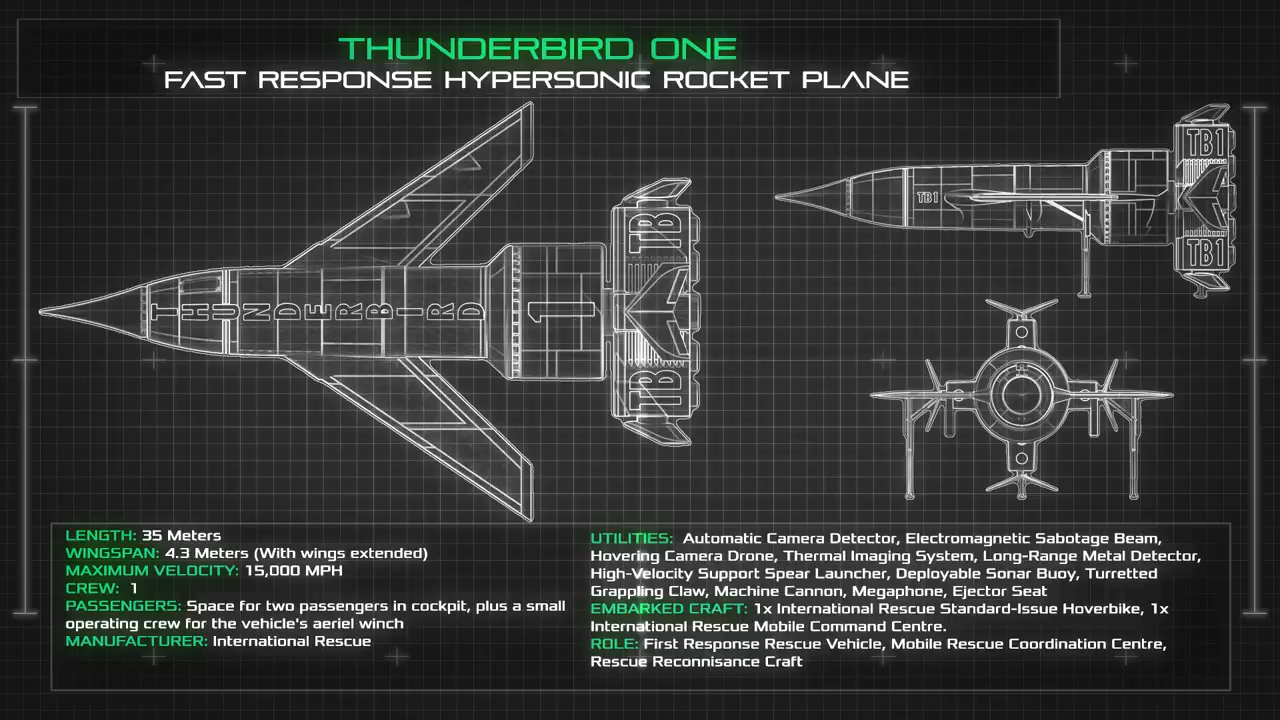 THUNDERBIRD ONE
FAST RESPONSE HYPERSONIC ROCKET PLANE
TB1
TB1
TB1
TB
THUNDERBIRD
1
TB
LENGTH: 35 Meters
WINGSPAN: 4.3 Meters (With wings extended)
MAXIMUM VELOCITY: 15,000 MPH
CREW: 1
PASSENGERS: Space for two passengers in cockpit, plus a small
operating crew for the vehicle's aeriel winch
MANUFACTURER: International Rescue
UTILITIES: Automatic Camera Detector, Electromagnetic Sabotage Beam,
Hovering Camera Drone, Thermal Imaging System, Long-Range Metal Detector,
High-Velocity Support Spear Launcher, Deployable Sonar Buoy, Turretted
Grappling Claw, Machine Cannon, Megaphone, Ejector Seat
EMBARKED CRAFT: 1x International Rescue Standard-Issue Hoverbike, 1x
International Rescue Mobile Command Centre.
ROLE: First Response Rescue Vehicle, Mobile Rescue Coordination Centre,
Rescue Reconnisance Craft